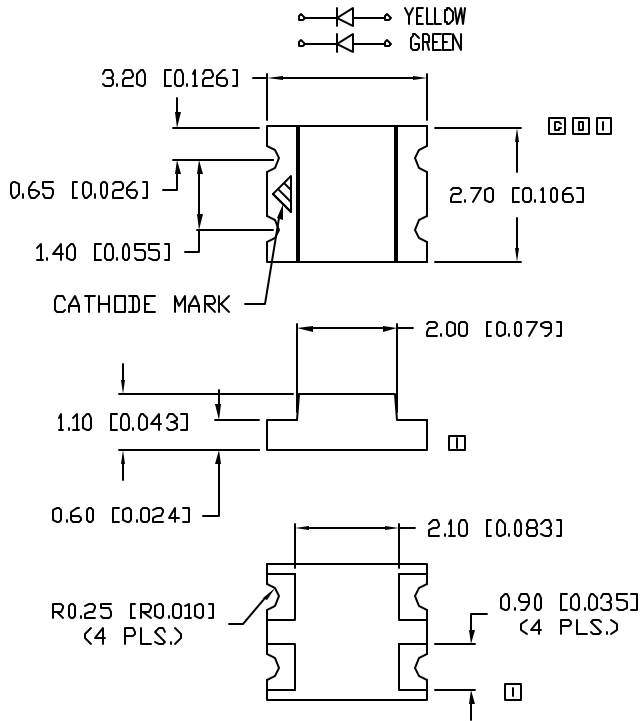 YELLOW
GREEN
3.20 [0.126]
C D I
0.65 [0.026]
2.70 [0.106]
1.40 [0.055]
CATHODE MARK
2.00 [0.079]
1.10 [0.043]
I
0.60 [0.024]
2.10 [0.083]
R0.25 [R0.010]
(4 PLS.)
0.90 [0.035]
(4 PLS.)
I